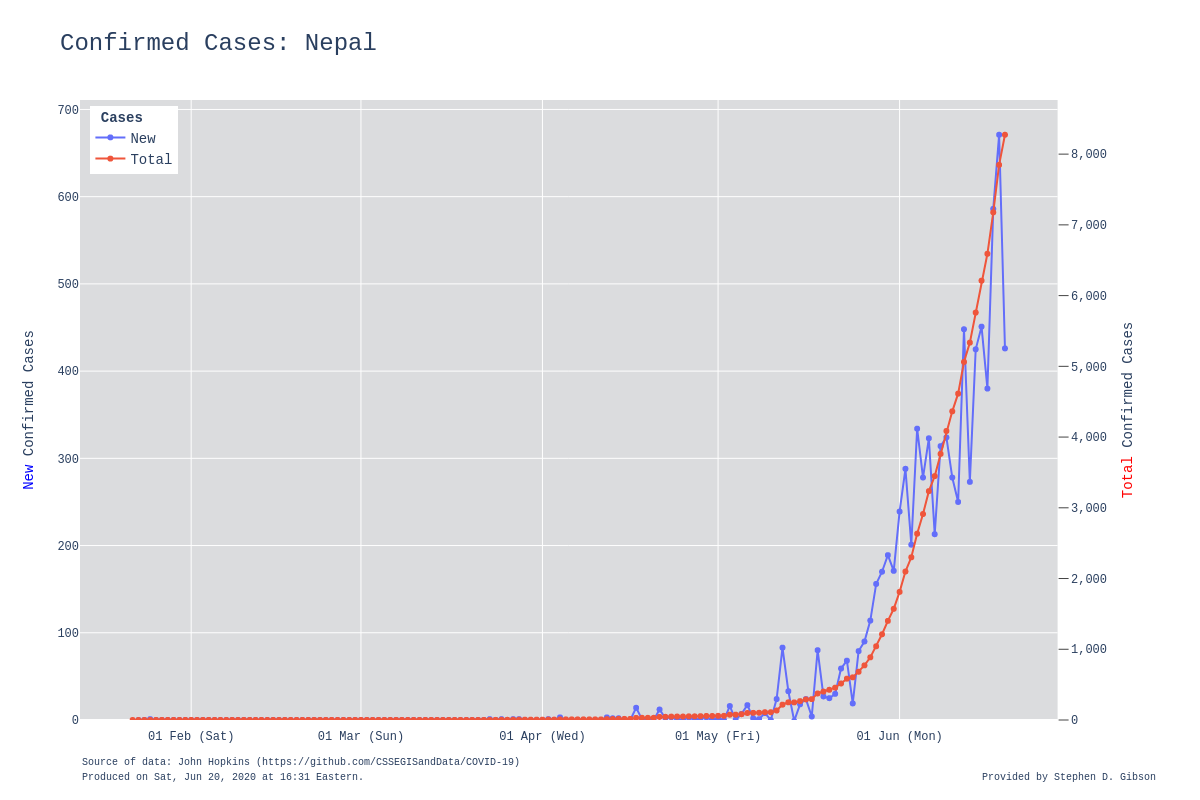 Confirmed Cases: Nepal
Cases
New
Total
700
600
500
400
300
200
100
0
New Confirmed Cases
8,000
7,000
6,000
5,000
4,000
3,000
2,000
1,000
0
Total Confirmed Cases
01 Feb (Sat) 01 Mar (Sun) 01 Apr (Wed) 01 May (Fri) 01 Jun (Mon)
Source of data: John Hopkins (https://github.com/CSSEGISandData/COVID-19)
Produced on Sat, Jun 20, 2020 at 16:31 Eastern.
Provided by Stephen D. Gibson